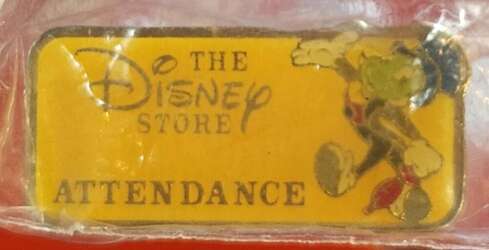 THE
DISNEY
STORE
ATTENDANCE